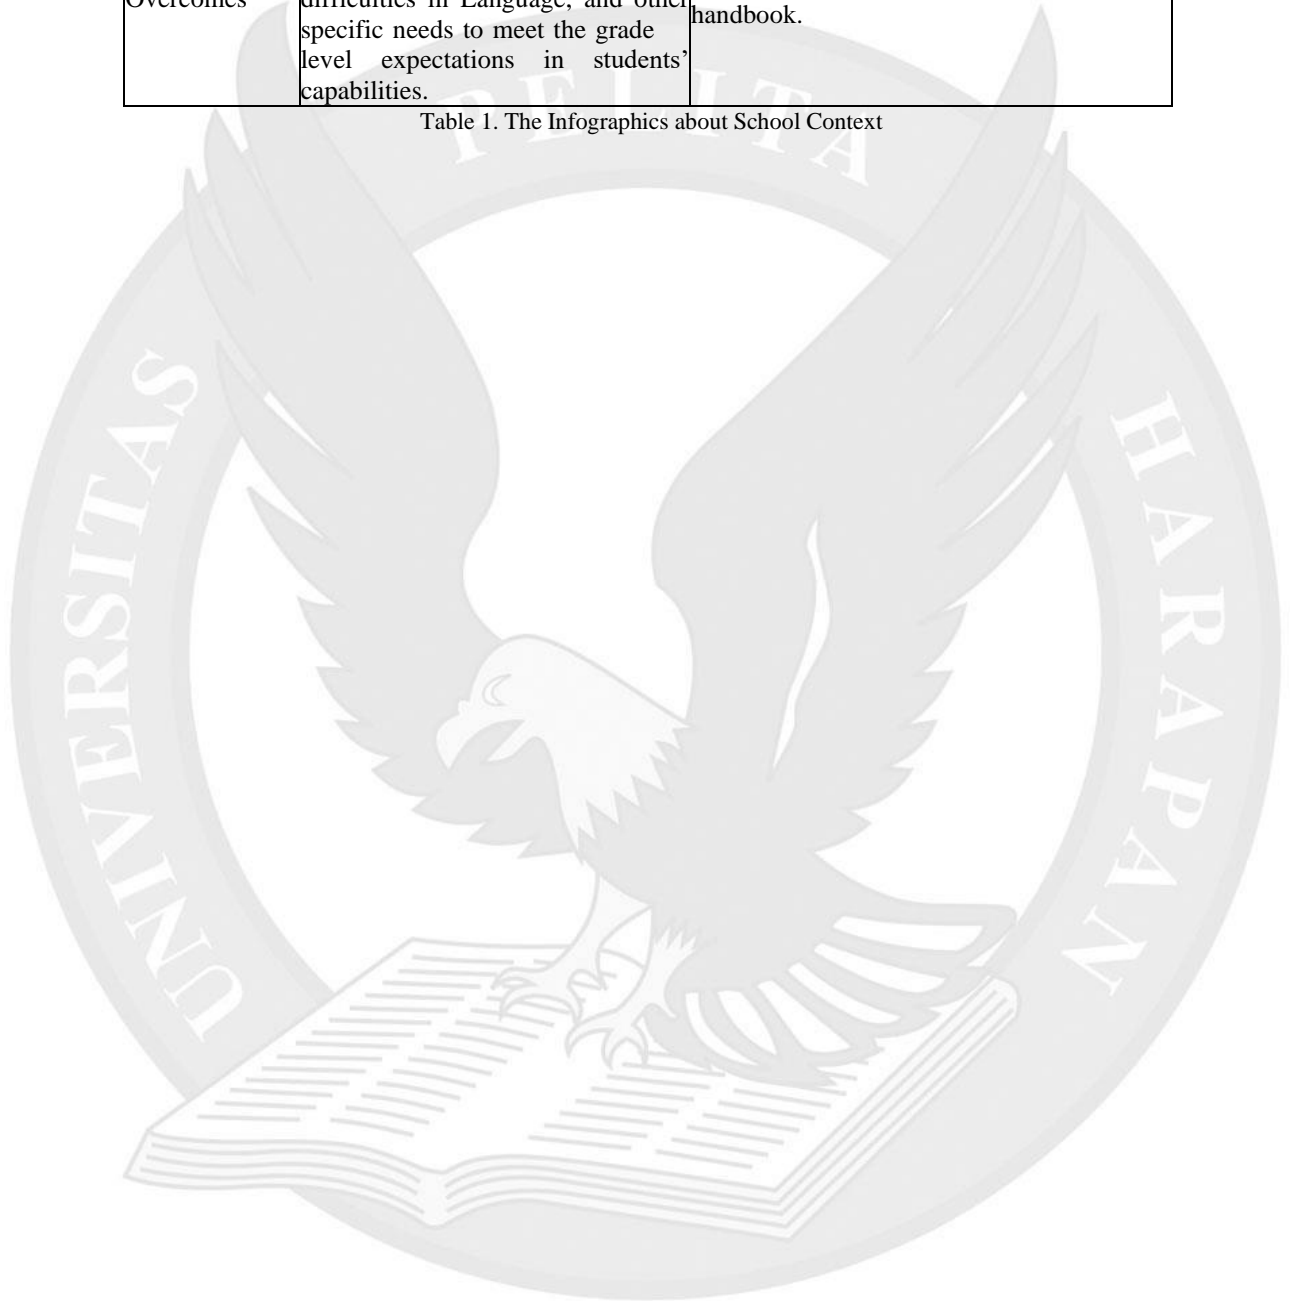 Overcomes
difficulties in Language, and other
specific needs to meet the grade
level expectations in students’
capabilities.
handbook.
Table 1. The Infographics about School Context
UNIVERSITAS
PELITA
HARAPAN